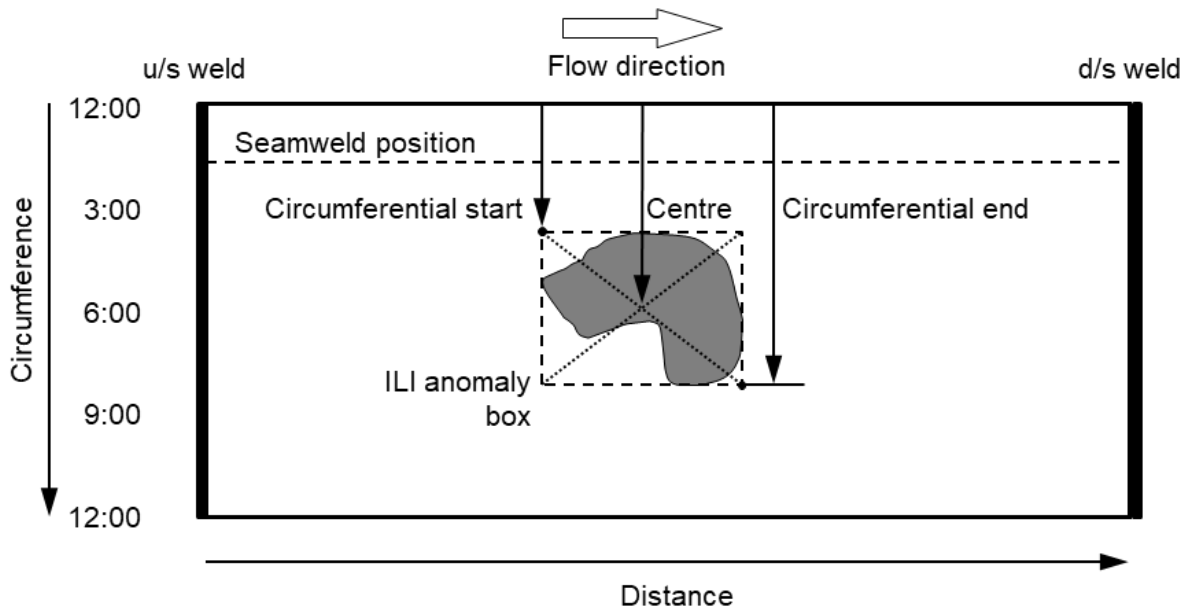 Flow direction
u/s weld
d/s weld
12:00
Seamweld position
3:00
Circumferential start
Centre
Circumferential end
Circumference
6:00
ILI anomaly
box
9:00
12:00
Distance